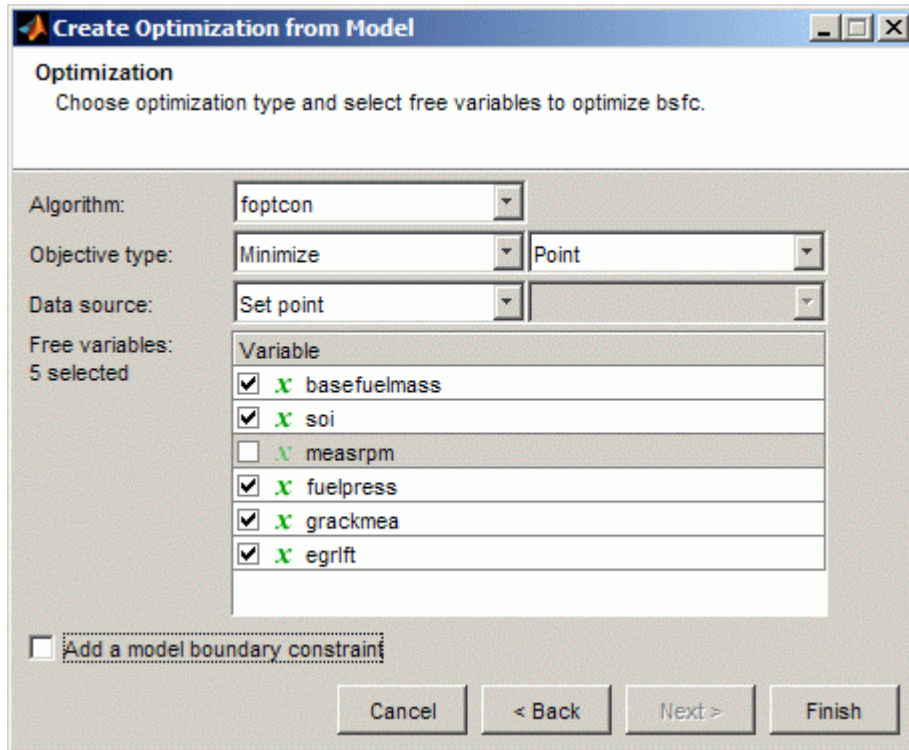 Create Optimization from Model
Optimization
Choose optimization type and select free variables to optimize bsfc.
Algorithm: foptcon
Objective type: Minimize Point
Data source: Set point
Free variables:
5 selected
Variable
x basefuelmass
x soi
x measrpm
x fuelpress
x grackmea
x egrlft
Add a model boundary constraint
Cancel < Back Next > Finish